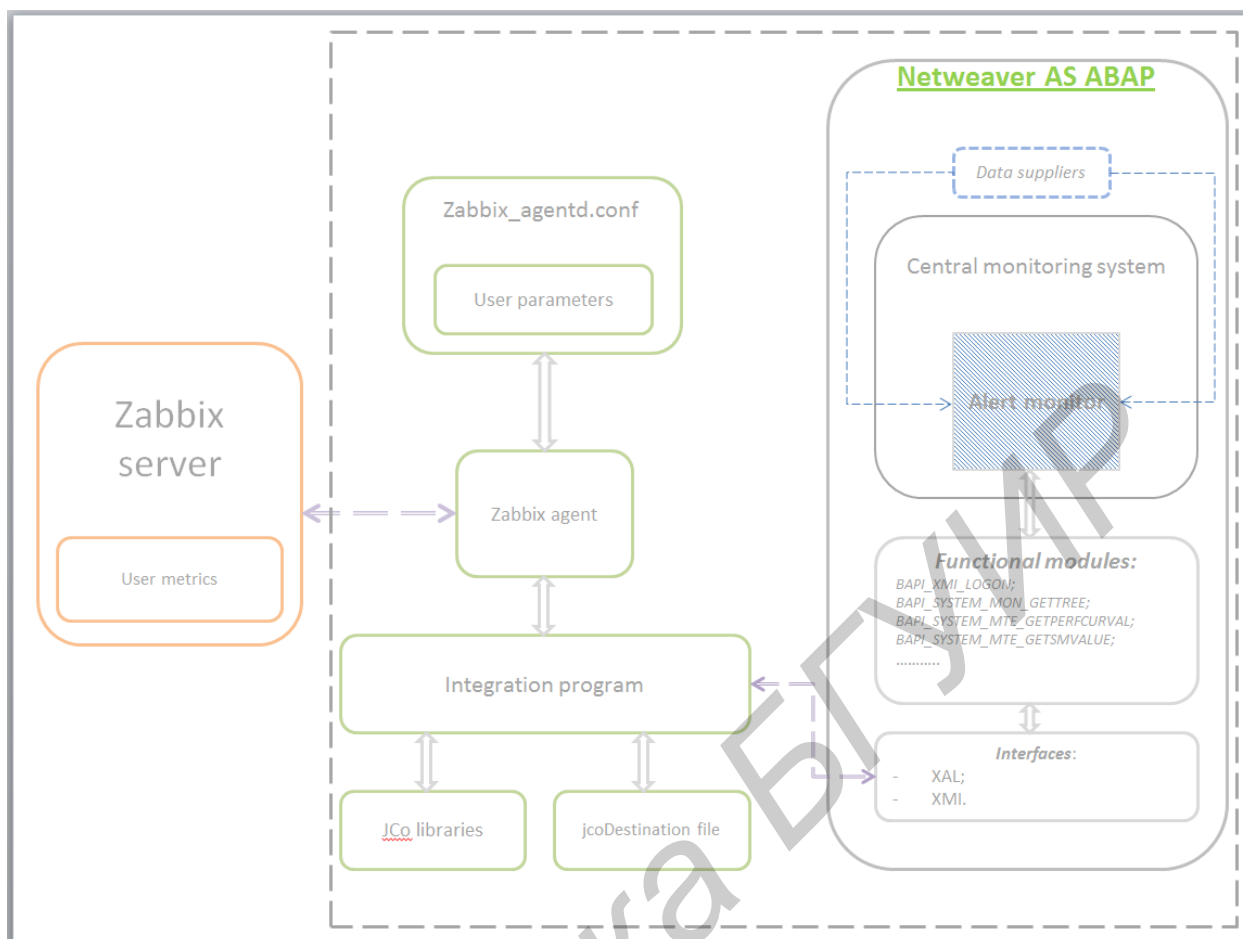 Netweaver AS ABAP
Data suppliers
Zabbix_agentd.conf
User parameters
Central monitoring system
Alert monitor
Zabbix
server
User metrics
Zabbix agent
Functional modules:
BAPI_XMI_LOGON;
BAPI_SYSTEM_MON_GETTREE;
BAPI_SYSTEM_MTE_GETPERFCURVAL;
BAPI_SYSTEM_MTE_GETSMVALUE;
...........
Integration program
Interfaces:
- XAL;
- XMI.
JCo libraries
jcoDestination file
ка БГУИР